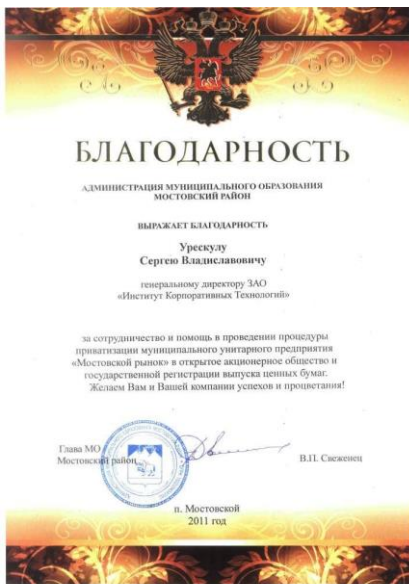 БЛАГОДАРНОСТЬ
АДМИНИСТРАЦИЯ МУНИЦИПАЛЬНОГО ОБРАЗОВАНИЯ
МОСТОВСКИЙ РАЙОН
ВЫРАЖАЕТ БЛАГОДАРНОСТЬ
Урескулу
Сергею Владиславовичу
генеральному директору ЗАО
«Институт Корпоративных Технологий»
за сотрудничество и помощь в проведении процедуры
приватизации муниципального унитарного предприятия
«Мостовской рынок» в открытое акционерное общество и
государственной регистрации выпуска ценных бумаг.
Желаем Вам и Вашей компании успехов и процветания!
Глава МО
Мостовский район
В.П. Свеженец
п. Мостовской
2011 год